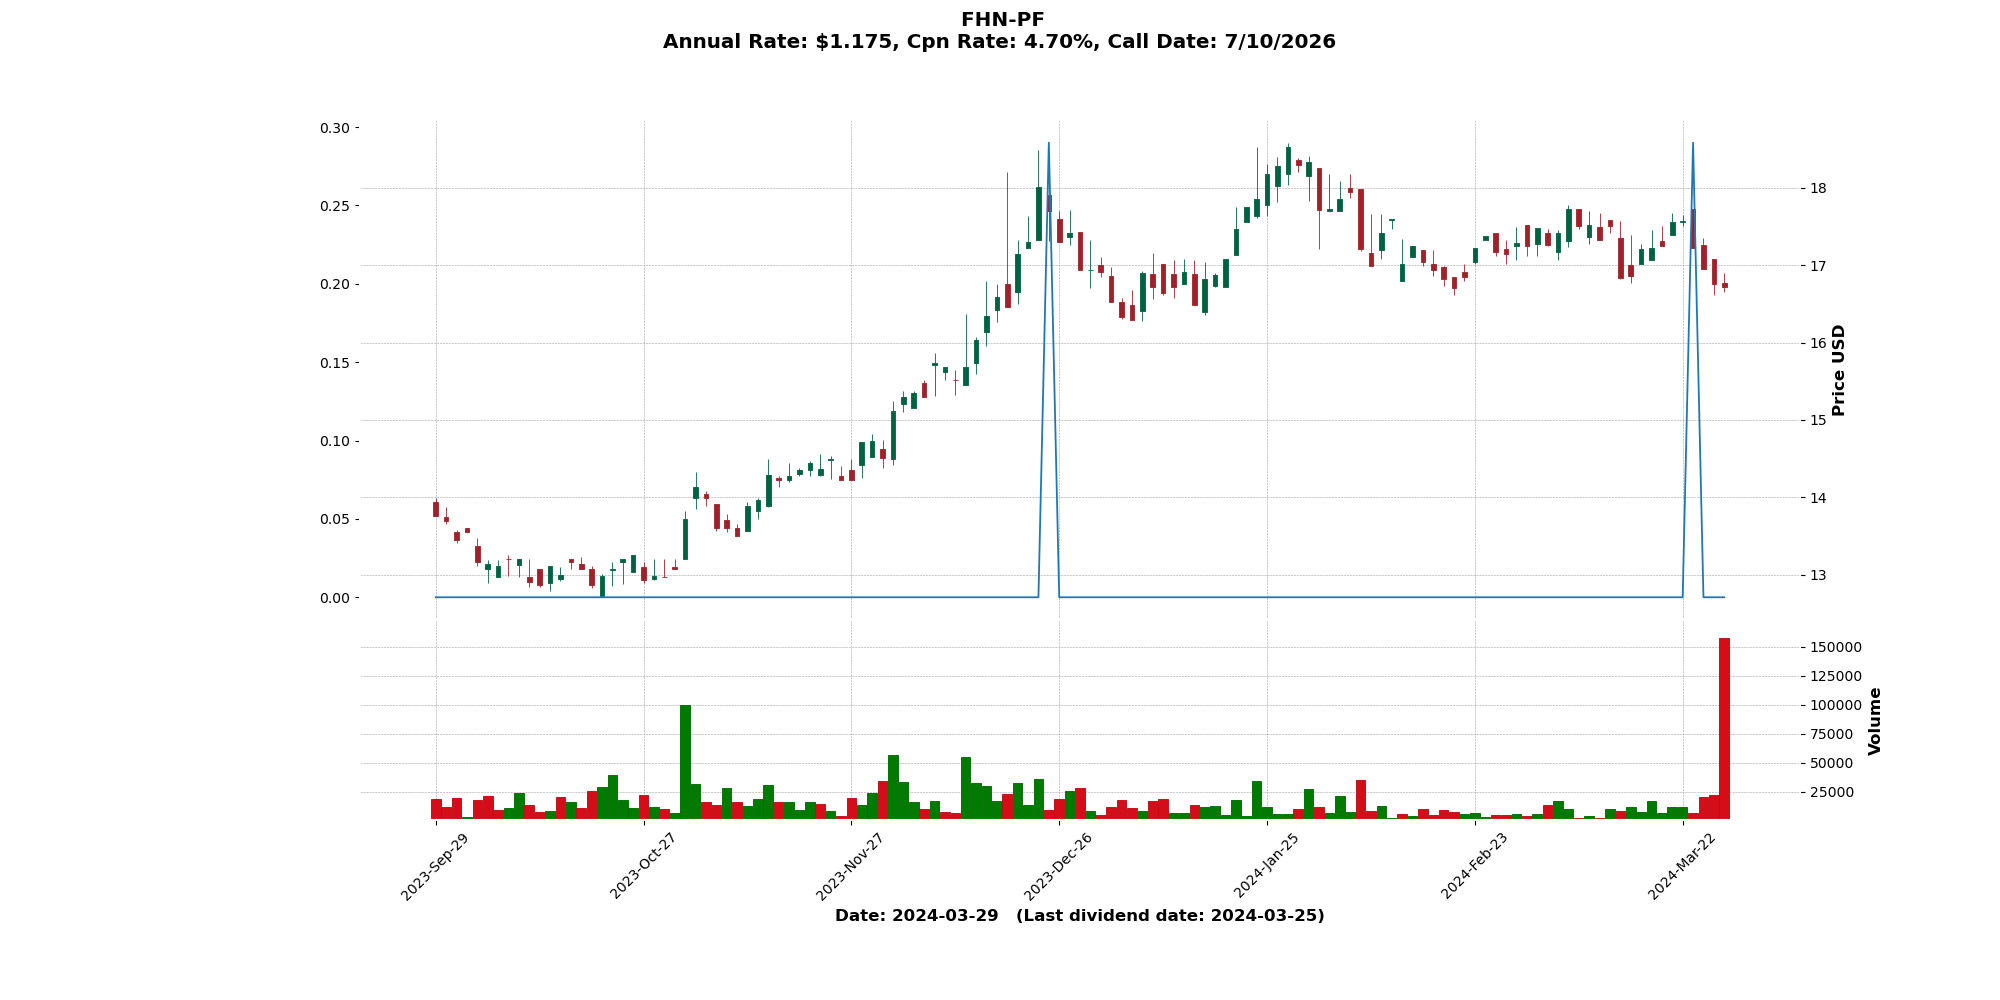 FHN-PF
Annual Rate: $1.175, Cpn Rate: 4.70%, Call Date: 7/10/2026
0.30
0.25
0.20
0.15
0.10
0.05
0.00
18
17
16
15
14
13
Price USD
150000
125000
100000
75000
50000
25000
Volume
2023-Sep-29
2023-Oct-27
2023-Nov-27
2023-Dec-26
2024-Jan-25
2024-Feb-23
2024-Mar-22
Date: 2024-03-29   (Last dividend date: 2024-03-25)